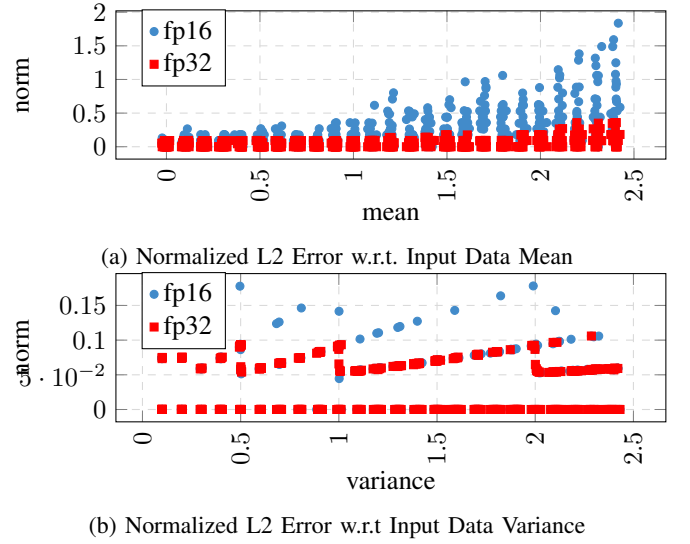 2
1.5
1
0.5
0
norm
fp16
fp32
0
0.5
1
1.5
2
2.5
mean
(a) Normalized L2 Error w.r.t. Input Data Mean
0.15
0.1
5 · 10⁻²
0
norm
fp16
fp32
0
0.5
1
1.5
2
2.5
variance
(b) Normalized L2 Error w.r.t Input Data Variance